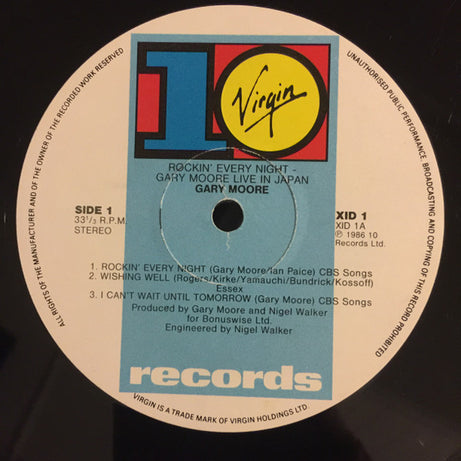 ALL RIGHTS OF THE MANUFACTURER AND OF THE OWNER OF THE RECORDED WORK RESERVED
UNAUTHORISED PUBLIC PERFORMANCE, BROADCASTING AND COPYING OF THIS RECORD PROHIBITED
10
Virgin
ROCKIN' EVERY NIGHT -
GARY MOORE LIVE IN JAPAN
GARY MOORE
SIDE 1
33 1/3 R.P.M.
STEREO
XID 1
XID 1A
℗ 1986 10
Records Ltd.
1. ROCKIN' EVERY NIGHT (Gary Moore/Ian Paice) CBS Songs
2. WISHING WELL (Rogers/Kirke/Yamauchi/Bundrick/Kossoff)
Essex
3. I CAN'T WAIT UNTIL TOMORROW (Gary Moore) CBS Songs
Produced by Gary Moore and Nigel Walker
for Bonuswise Ltd.
Engineered by Nigel Walker
records
VIRGIN IS A TRADE MARK OF VIRGIN HOLDINGS LTD.